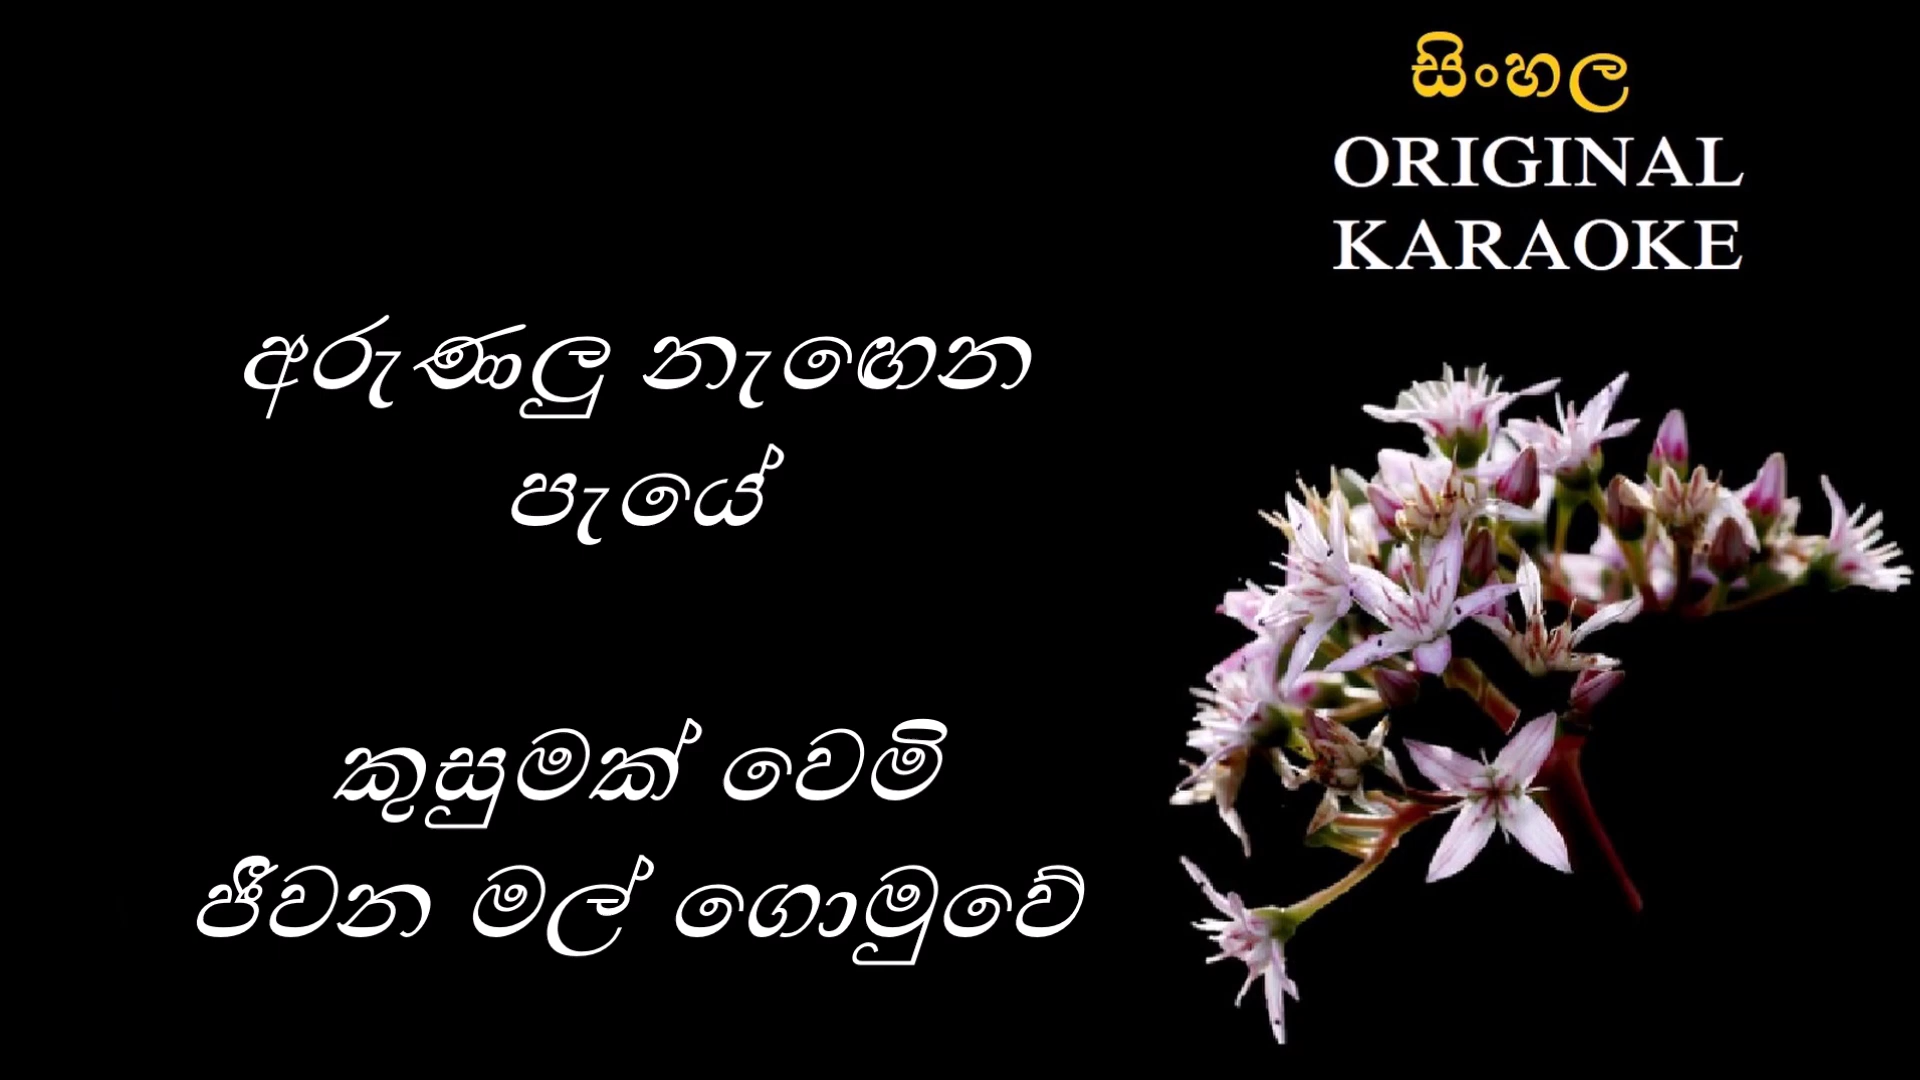 සිංහල
ORIGINAL
KARAOKE
අරුණලු නැඟෙන
පැයේ
කුසුමක් වෙමි
ජීවන මල් ගොමුවේ